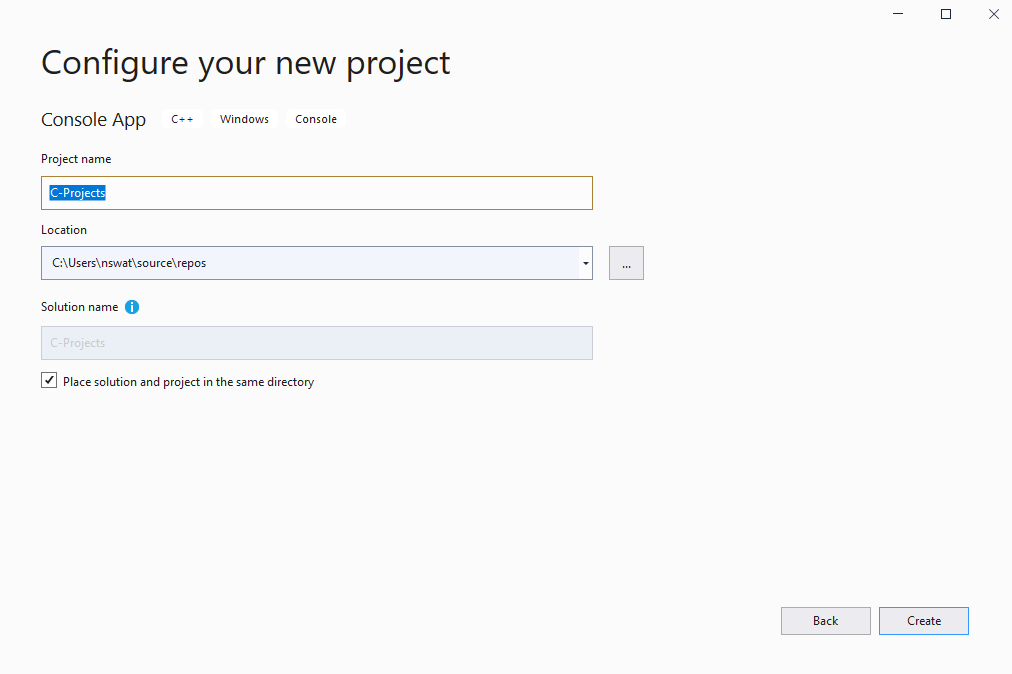 Configure your new project
Console App C++ Windows Console
Project name
C-Projects
Location
C:\Users\nswat\source\repos
...
Solution name i
C-Projects
Place solution and project in the same directory
Back Create